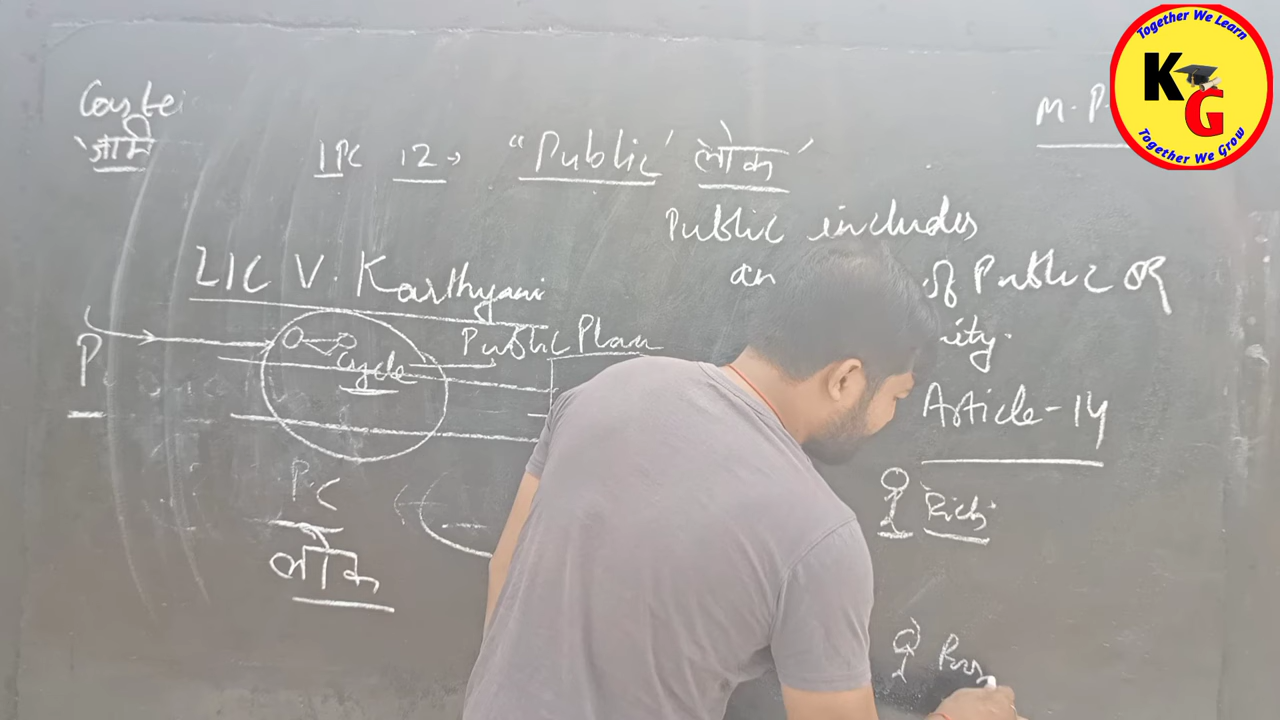 Together We Learn
KG
Together We Grow
Caste
M.P.
IPC 12 → "Public' लोक'
Public includes
an of Public OR
ity.
LIC V. Karthyani
Public Place
P
Cycle
Article-14
P.C
लोक
Rich